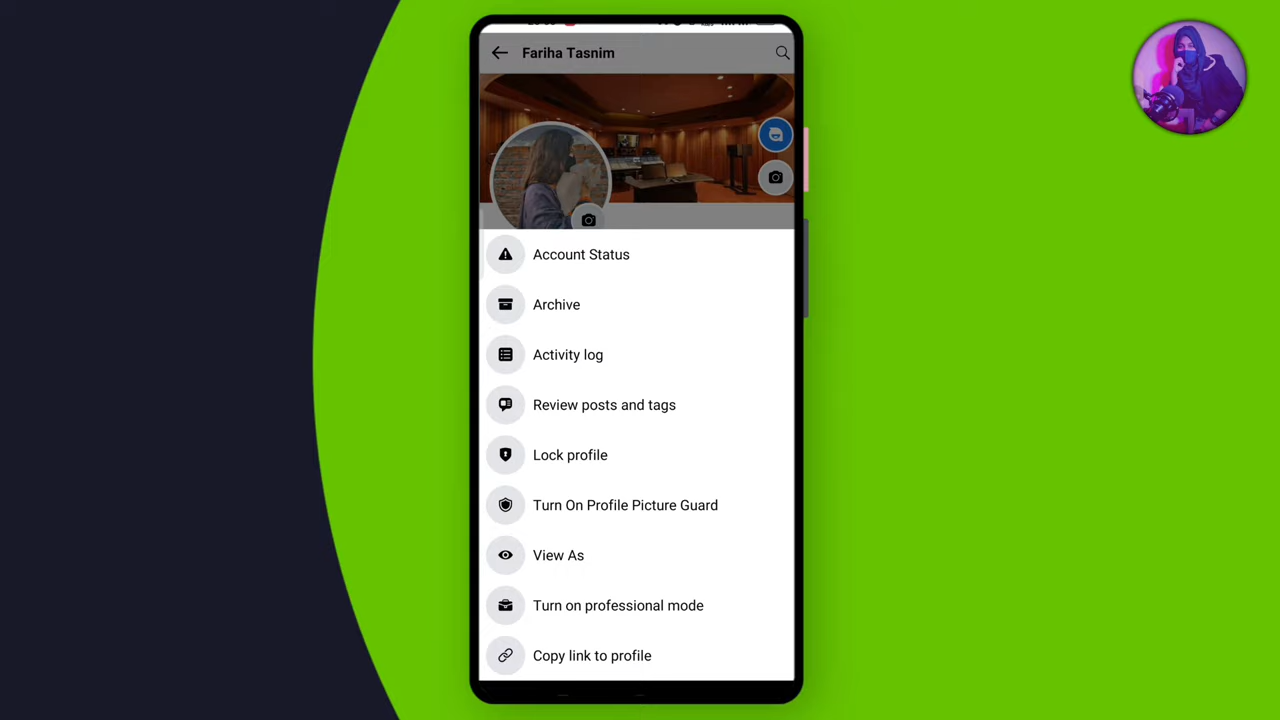 Fariha Tasnim
Account Status
Archive
Activity log
Review posts and tags
Lock profile
Turn On Profile Picture Guard
View As
Turn on professional mode
Copy link to profile